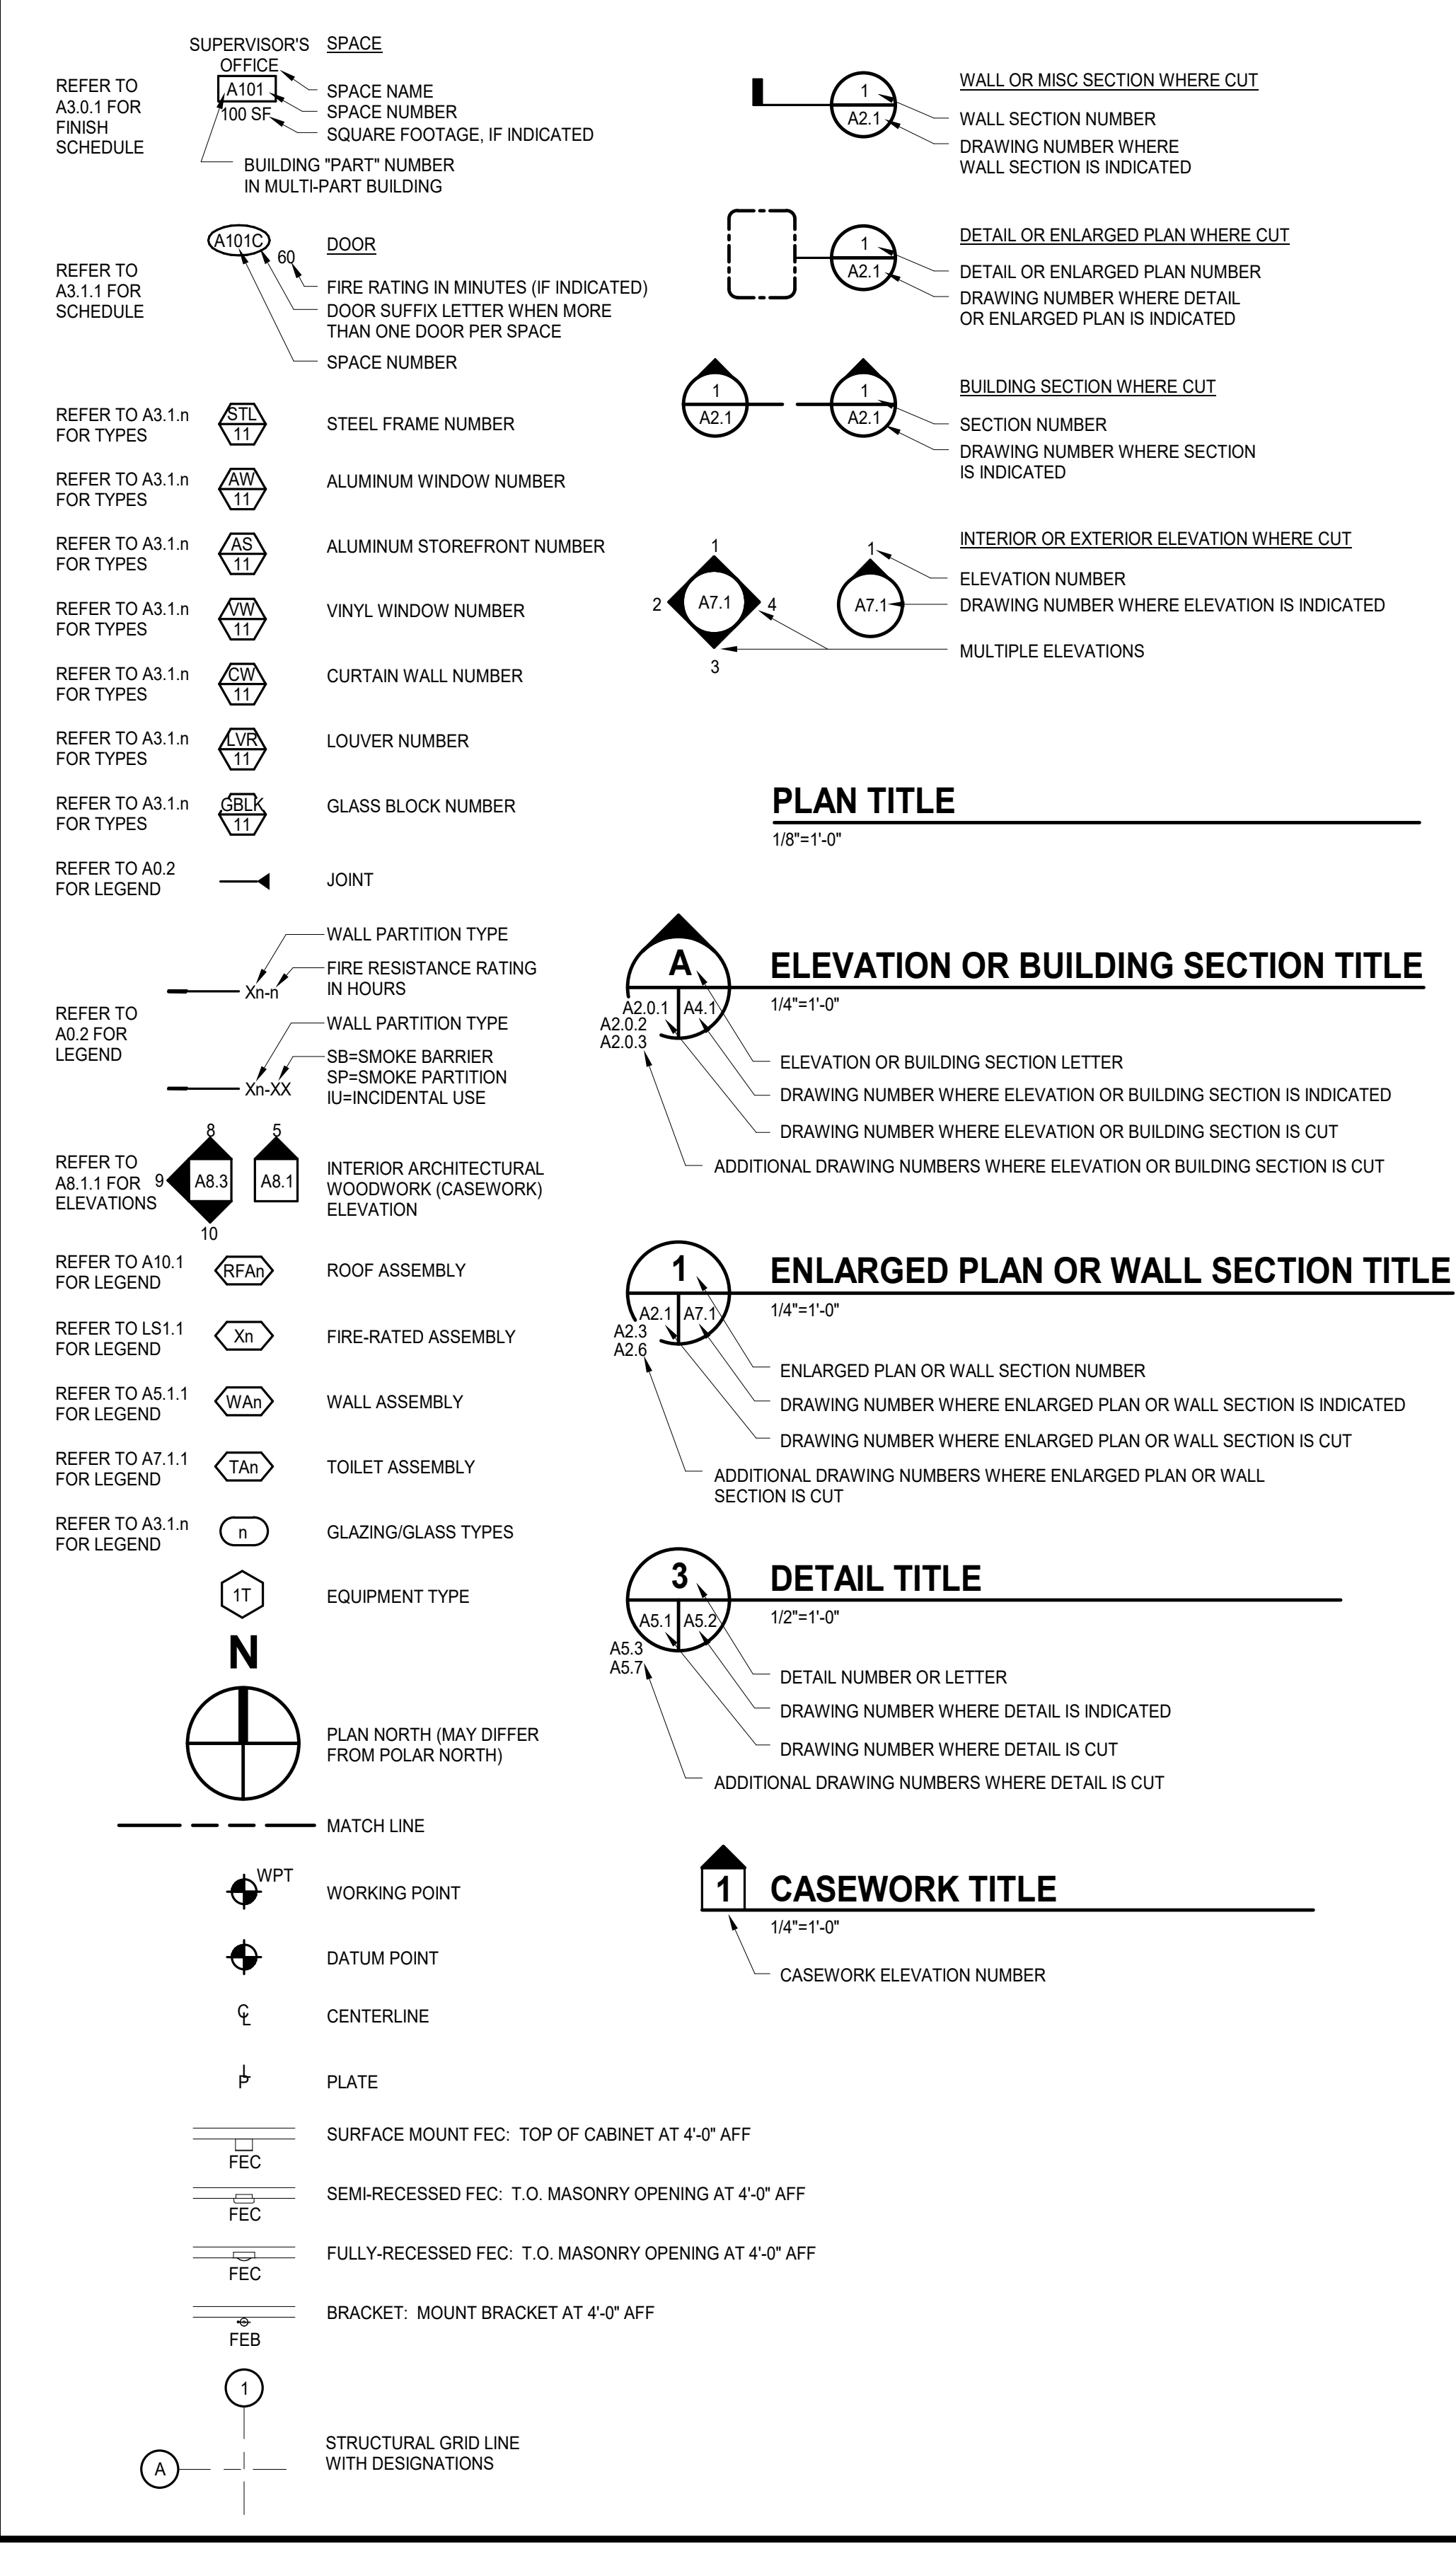 SUPERVISOR'S
OFFICE
SPACE
REFER TO
A3.0.1 FOR
FINISH
SCHEDULE
A101
100 SF
SPACE NAME
SPACE NUMBER
SQUARE FOOTAGE, IF INDICATED
BUILDING "PART" NUMBER
IN MULTI-PART BUILDING
REFER TO
A3.1.1 FOR
SCHEDULE
A101C
60
DOOR
FIRE RATING IN MINUTES (IF INDICATED)
DOOR SUFFIX LETTER WHEN MORE
THAN ONE DOOR PER SPACE
SPACE NUMBER
REFER TO A3.1.n
FOR TYPES
STL
11
STEEL FRAME NUMBER
REFER TO A3.1.n
FOR TYPES
AW
11
ALUMINUM WINDOW NUMBER
REFER TO A3.1.n
FOR TYPES
AS
11
ALUMINUM STOREFRONT NUMBER
REFER TO A3.1.n
FOR TYPES
VW
11
VINYL WINDOW NUMBER
REFER TO A3.1.n
FOR TYPES
CW
11
CURTAIN WALL NUMBER
REFER TO A3.1.n
FOR TYPES
LVR
11
LOUVER NUMBER
REFER TO A3.1.n
FOR TYPES
GBLK
11
GLASS BLOCK NUMBER
REFER TO A0.2
FOR LEGEND
JOINT
REFER TO
A0.2 FOR
LEGEND
Xn-n
WALL PARTITION TYPE
FIRE RESISTANCE RATING
IN HOURS
Xn-XX
WALL PARTITION TYPE
SB=SMOKE BARRIER
SP=SMOKE PARTITION
IU=INCIDENTAL USE
REFER TO
A8.1.1 FOR
ELEVATIONS
8
9
A8.3
10
5
A8.1
INTERIOR ARCHITECTURAL
WOODWORK (CASEWORK)
ELEVATION
REFER TO A10.1
FOR LEGEND
RFAn
ROOF ASSEMBLY
REFER TO LS1.1
FOR LEGEND
Xn
FIRE-RATED ASSEMBLY
REFER TO A5.1.1
FOR LEGEND
WAn
WALL ASSEMBLY
REFER TO A7.1.1
FOR LEGEND
TAn
TOILET ASSEMBLY
REFER TO A3.1.n
FOR LEGEND
n
GLAZING/GLASS TYPES
1T
EQUIPMENT TYPE
N
PLAN NORTH (MAY DIFFER
FROM POLAR NORTH)
MATCH LINE
WPT
WORKING POINT
DATUM POINT
℄
CENTERLINE
PL
PLATE
FEC
SURFACE MOUNT FEC: TOP OF CABINET AT 4'-0" AFF
FEC
SEMI-RECESSED FEC: T.O. MASONRY OPENING AT 4'-0" AFF
FEC
FULLY-RECESSED FEC: T.O. MASONRY OPENING AT 4'-0" AFF
FEB
BRACKET: MOUNT BRACKET AT 4'-0" AFF
1
A
STRUCTURAL GRID LINE
WITH DESIGNATIONS
1
A2.1
WALL OR MISC SECTION WHERE CUT
WALL SECTION NUMBER
DRAWING NUMBER WHERE
WALL SECTION IS INDICATED
1
A2.1
DETAIL OR ENLARGED PLAN WHERE CUT
DETAIL OR ENLARGED PLAN NUMBER
DRAWING NUMBER WHERE DETAIL
OR ENLARGED PLAN IS INDICATED
1
A2.1
1
A2.1
BUILDING SECTION WHERE CUT
SECTION NUMBER
DRAWING NUMBER WHERE SECTION
IS INDICATED
1
2
A7.1
4
3
1
A7.1
INTERIOR OR EXTERIOR ELEVATION WHERE CUT
ELEVATION NUMBER
DRAWING NUMBER WHERE ELEVATION IS INDICATED
MULTIPLE ELEVATIONS
PLAN TITLE
1/8"=1'-0"
A
A2.0.1
A4.1
A2.0.2
A2.0.3
ELEVATION OR BUILDING SECTION TITLE
1/4"=1'-0"
ELEVATION OR BUILDING SECTION LETTER
DRAWING NUMBER WHERE ELEVATION OR BUILDING SECTION IS INDICATED
DRAWING NUMBER WHERE ELEVATION OR BUILDING SECTION IS CUT
ADDITIONAL DRAWING NUMBERS WHERE ELEVATION OR BUILDING SECTION IS CUT
1
A2.1
A7.1
A2.3
A2.6
ENLARGED PLAN OR WALL SECTION TITLE
1/4"=1'-0"
ENLARGED PLAN OR WALL SECTION NUMBER
DRAWING NUMBER WHERE ENLARGED PLAN OR WALL SECTION IS INDICATED
DRAWING NUMBER WHERE ENLARGED PLAN OR WALL SECTION IS CUT
ADDITIONAL DRAWING NUMBERS WHERE ENLARGED PLAN OR WALL
SECTION IS CUT
3
A5.1
A5.2
A5.3
A5.7
DETAIL TITLE
1/2"=1'-0"
DETAIL NUMBER OR LETTER
DRAWING NUMBER WHERE DETAIL IS INDICATED
DRAWING NUMBER WHERE DETAIL IS CUT
ADDITIONAL DRAWING NUMBERS WHERE DETAIL IS CUT
1
CASEWORK TITLE
1/4"=1'-0"
CASEWORK ELEVATION NUMBER